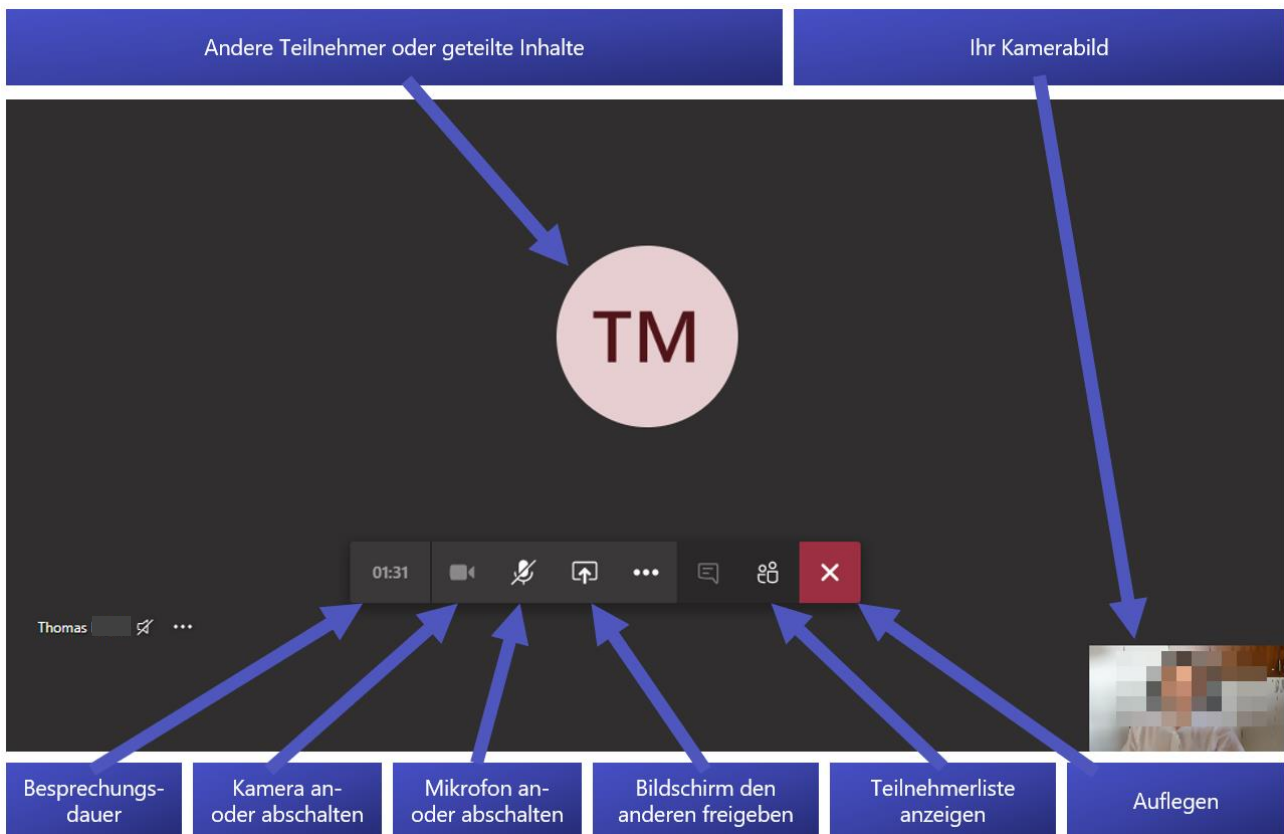 Andere Teilnehmer oder geteilte Inhalte
Ihr Kamerabild
TM
01:31
Thomas
Besprechungs-
dauer
Kamera an-
oder abschalten
Mikrofon an-
oder abschalten
Bildschirm den
anderen freigeben
Teilnehmerliste
anzeigen
Auflegen